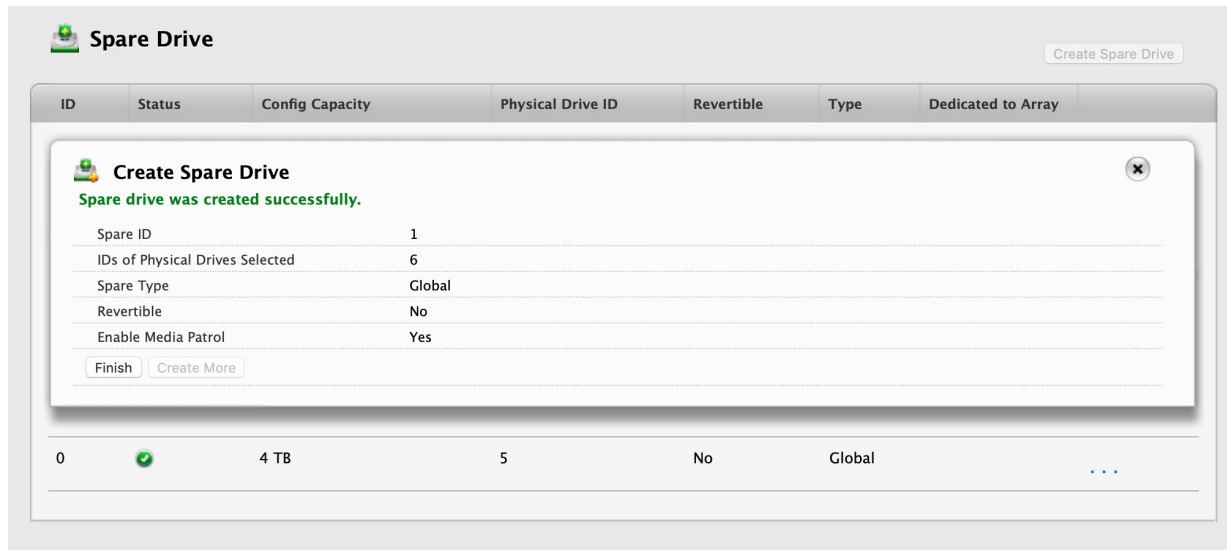 Spare Drive
Create Spare Drive
ID Status Config Capacity Physical Drive ID Revertible Type Dedicated to Array
Create Spare Drive
Spare drive was created successfully.
Spare ID 1
IDs of Physical Drives Selected 6
Spare Type Global
Revertible No
Enable Media Patrol Yes
Finish Create More
0 4 TB 5 No Global ...